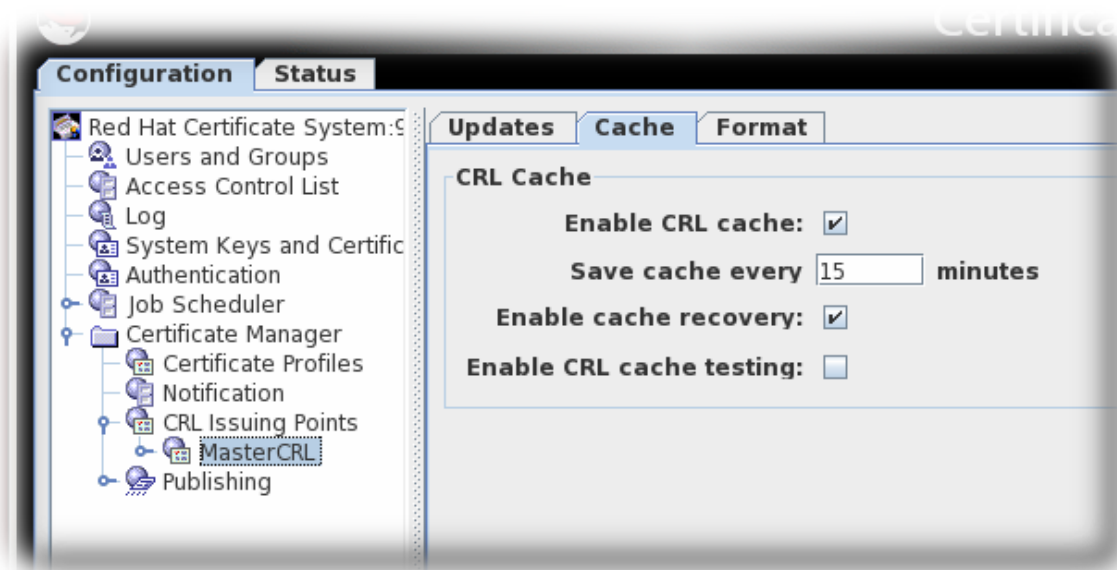 Certifica
Configuration Status
Red Hat Certificate System:9
Users and Groups
Access Control List
Log
System Keys and Certific
Authentication
Job Scheduler
Certificate Manager
Certificate Profiles
Notification
CRL Issuing Points
MasterCRL
Publishing
Updates Cache Format
CRL Cache
Enable CRL cache:
Save cache every 15 minutes
Enable cache recovery:
Enable CRL cache testing: